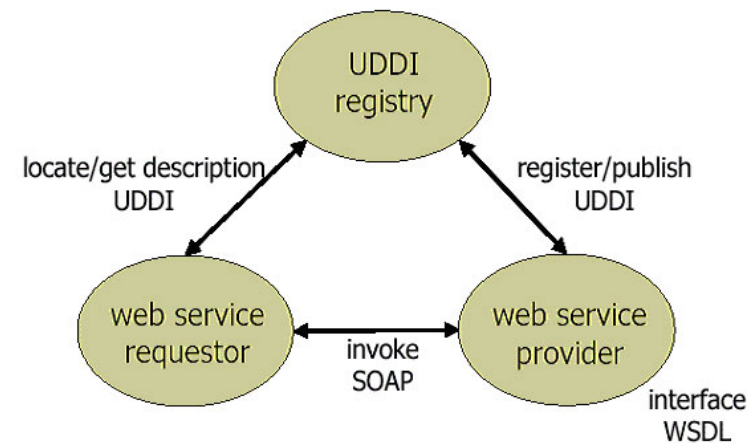 UDDI
registry
locate/get description
UDDI
register/publish
UDDI
web service
requestor
invoke
SOAP
web service
provider
interface
WSDL